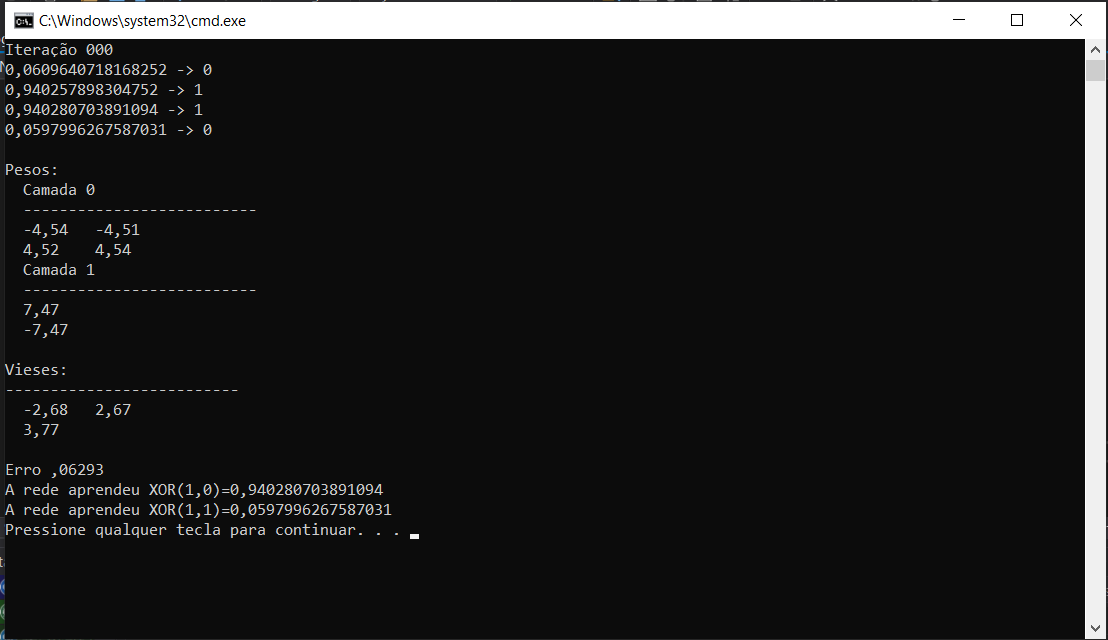 C:\Windows\system32\cmd.exe
Iteração 000
0,0609640718168252 -> 0
0,940257898304752 -> 1
0,940280703891094 -> 1
0,0597996267587031 -> 0
Pesos:
Camada 0
--------------------------
-4,54 -4,51
4,52 4,54
Camada 1
--------------------------
7,47
-7,47
Vieses:
--------------------------
-2,68 2,67
3,77
Erro ,06293
A rede aprendeu XOR(1,0)=0,940280703891094
A rede aprendeu XOR(1,1)=0,0597996267587031
Pressione qualquer tecla para continuar. . .